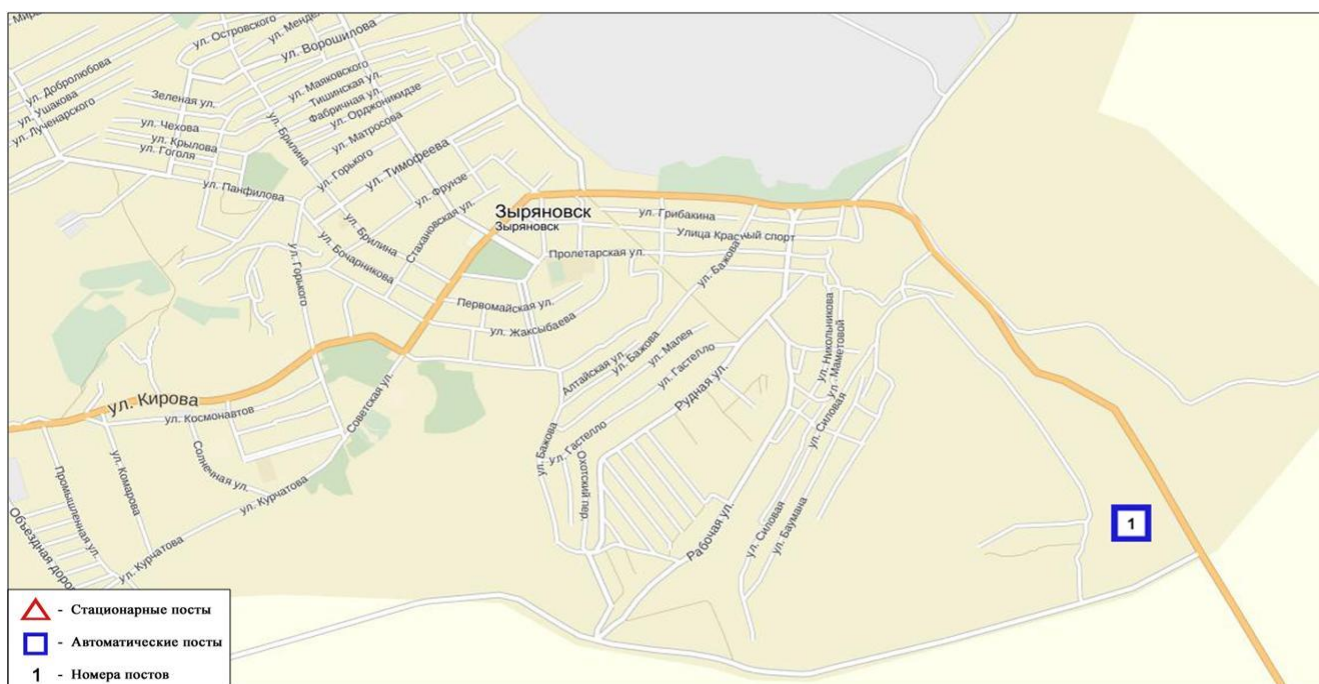 ул. Островского
ул. Менде
ул. Ворошилова
ул. Добролюбова
ул. Ушакова
ул. Лученарского
ул. Маяковского
Тишинская ул.
Фабричная ул.
ул. Орджоникидзе
Зеленая ул.
ул. Чехова
ул. Крылова
ул. Гоголя
ул. Брилина
ул. Матросова
ул. Горького
ул. Тимофеева
ул. Панфилова
ул. Фрунзе
Стахановская ул.
Зыряновск
Зыряновск
ул. Грибакина
Улица Красный спорт
Пролетарская ул.
ул. Бажова
ул. Брилина
ул. Бочарникова
ул. Горького
Первомайская ул.
ул. Жаксыбаева
ул. Никольникова
ул. Маметовой
Алтайская ул.
ул. Бажова
ул. Малея
ул. Гастелло
Рудная ул.
ул. Кирова
ул. Космонавтов
Советская ул.
ул. Силовая
ул. Бажова
ул. Гастелло
Охотский пер.
Солнечная ул.
ул. Комарова
Промышленная ул.
ул. Курчатова
ул. Курчатова
Объездная доро
Рабочая ул.
ул. Силовая
ул. Баумана
1
- Стационарные посты
- Автоматические посты
1 - Номера постов